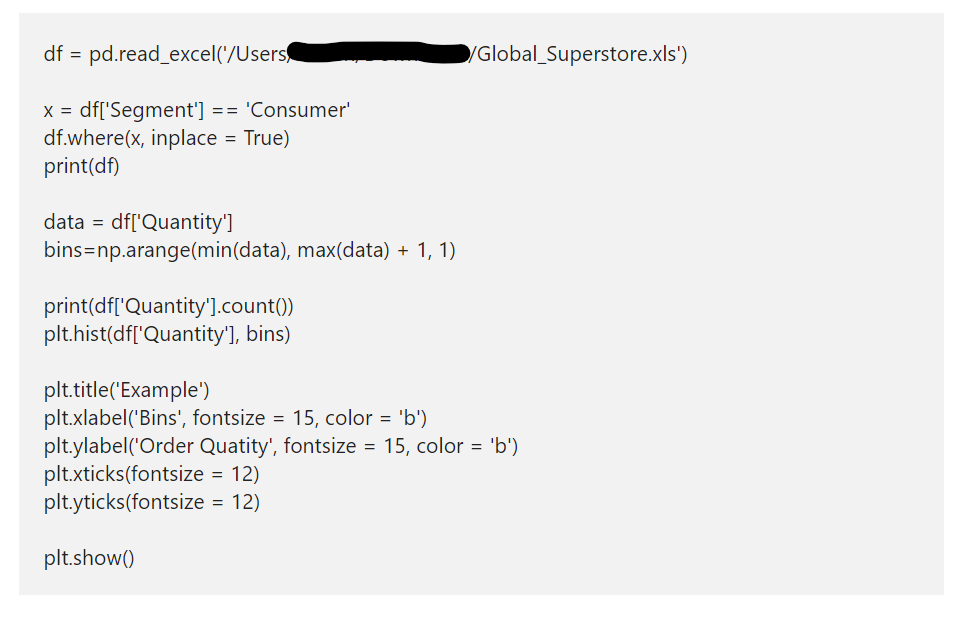 df = pd.read_excel('/Users/ /Global_Superstore.xls')
x = df['Segment'] == 'Consumer'
df.where(x, inplace = True)
print(df)
data = df['Quantity']
bins=np.arange(min(data), max(data) + 1, 1)
print(df['Quantity'].count())
plt.hist(df['Quantity'], bins)
plt.title('Example')
plt.xlabel('Bins', fontsize = 15, color = 'b')
plt.ylabel('Order Quatity', fontsize = 15, color = 'b')
plt.xticks(fontsize = 12)
plt.yticks(fontsize = 12)
plt.show()